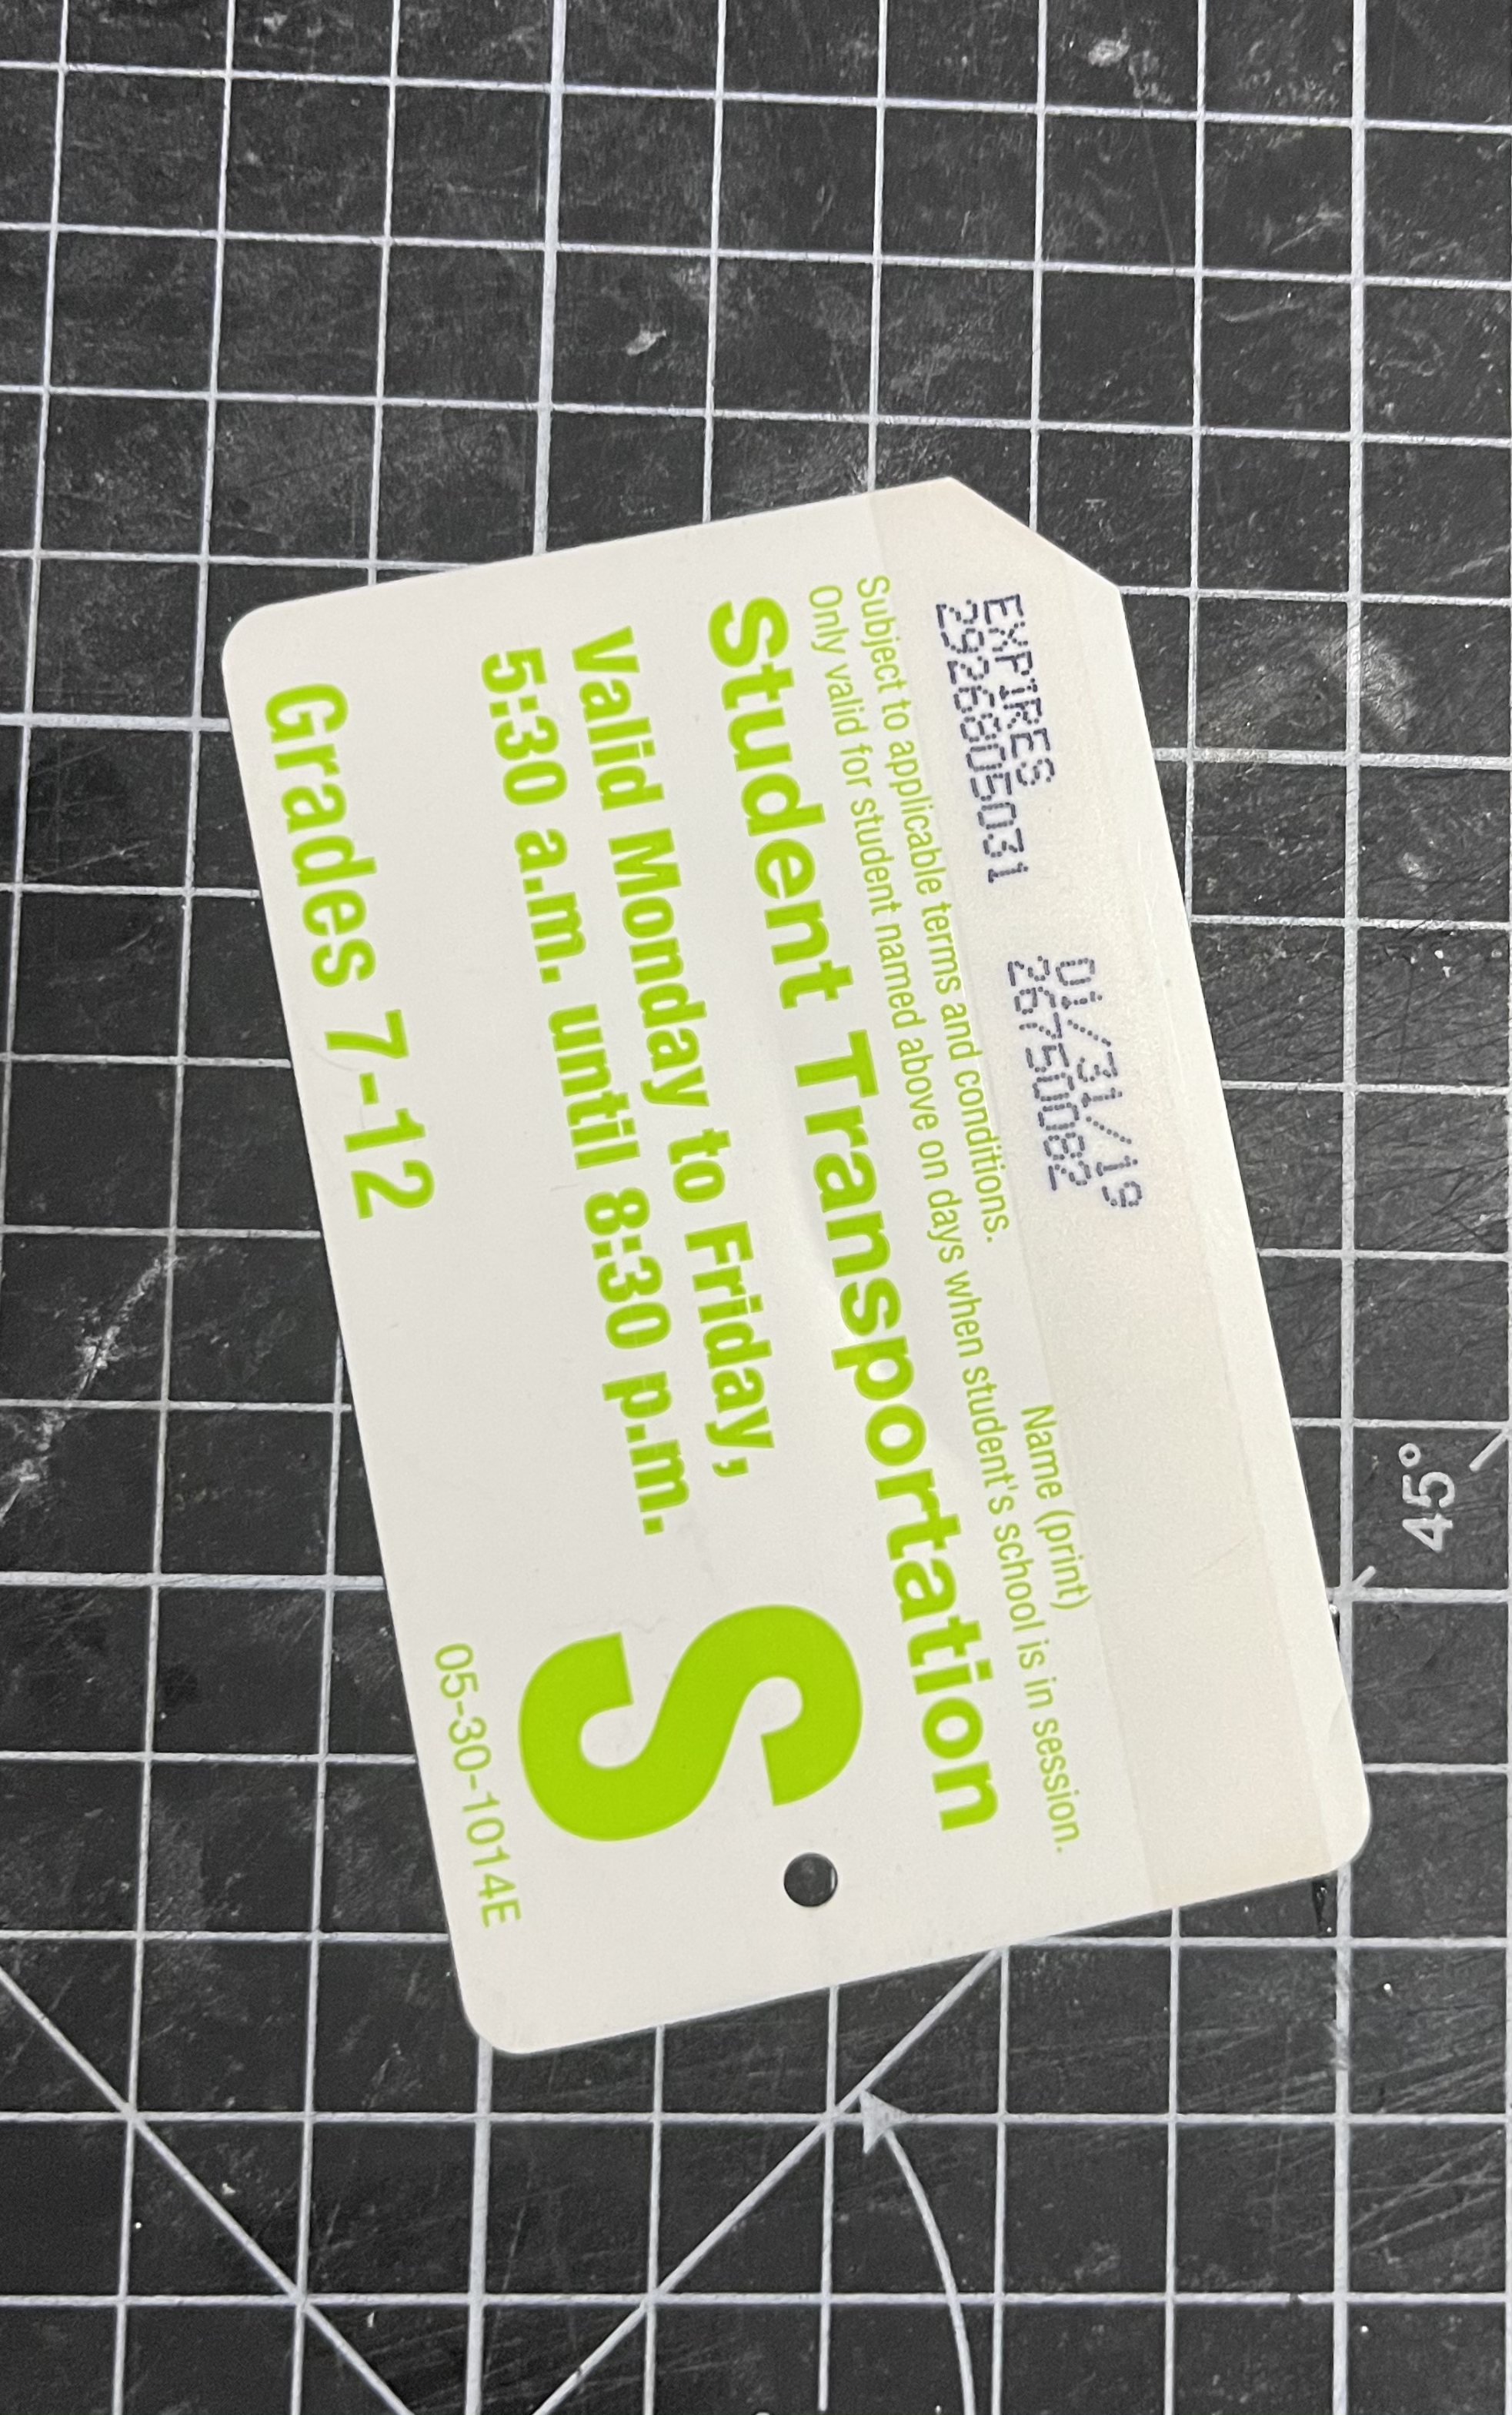 EXPIRES 01/31/19
2926805031 26750082
Name (print)
Subject to applicable terms and conditions.
Only valid for student named above on days when student's school is in session.
Student Transportation
Valid Monday to Friday,
5:30 a.m. until 8:30 p.m.
S
Grades 7-12
05-30-1014E
45°